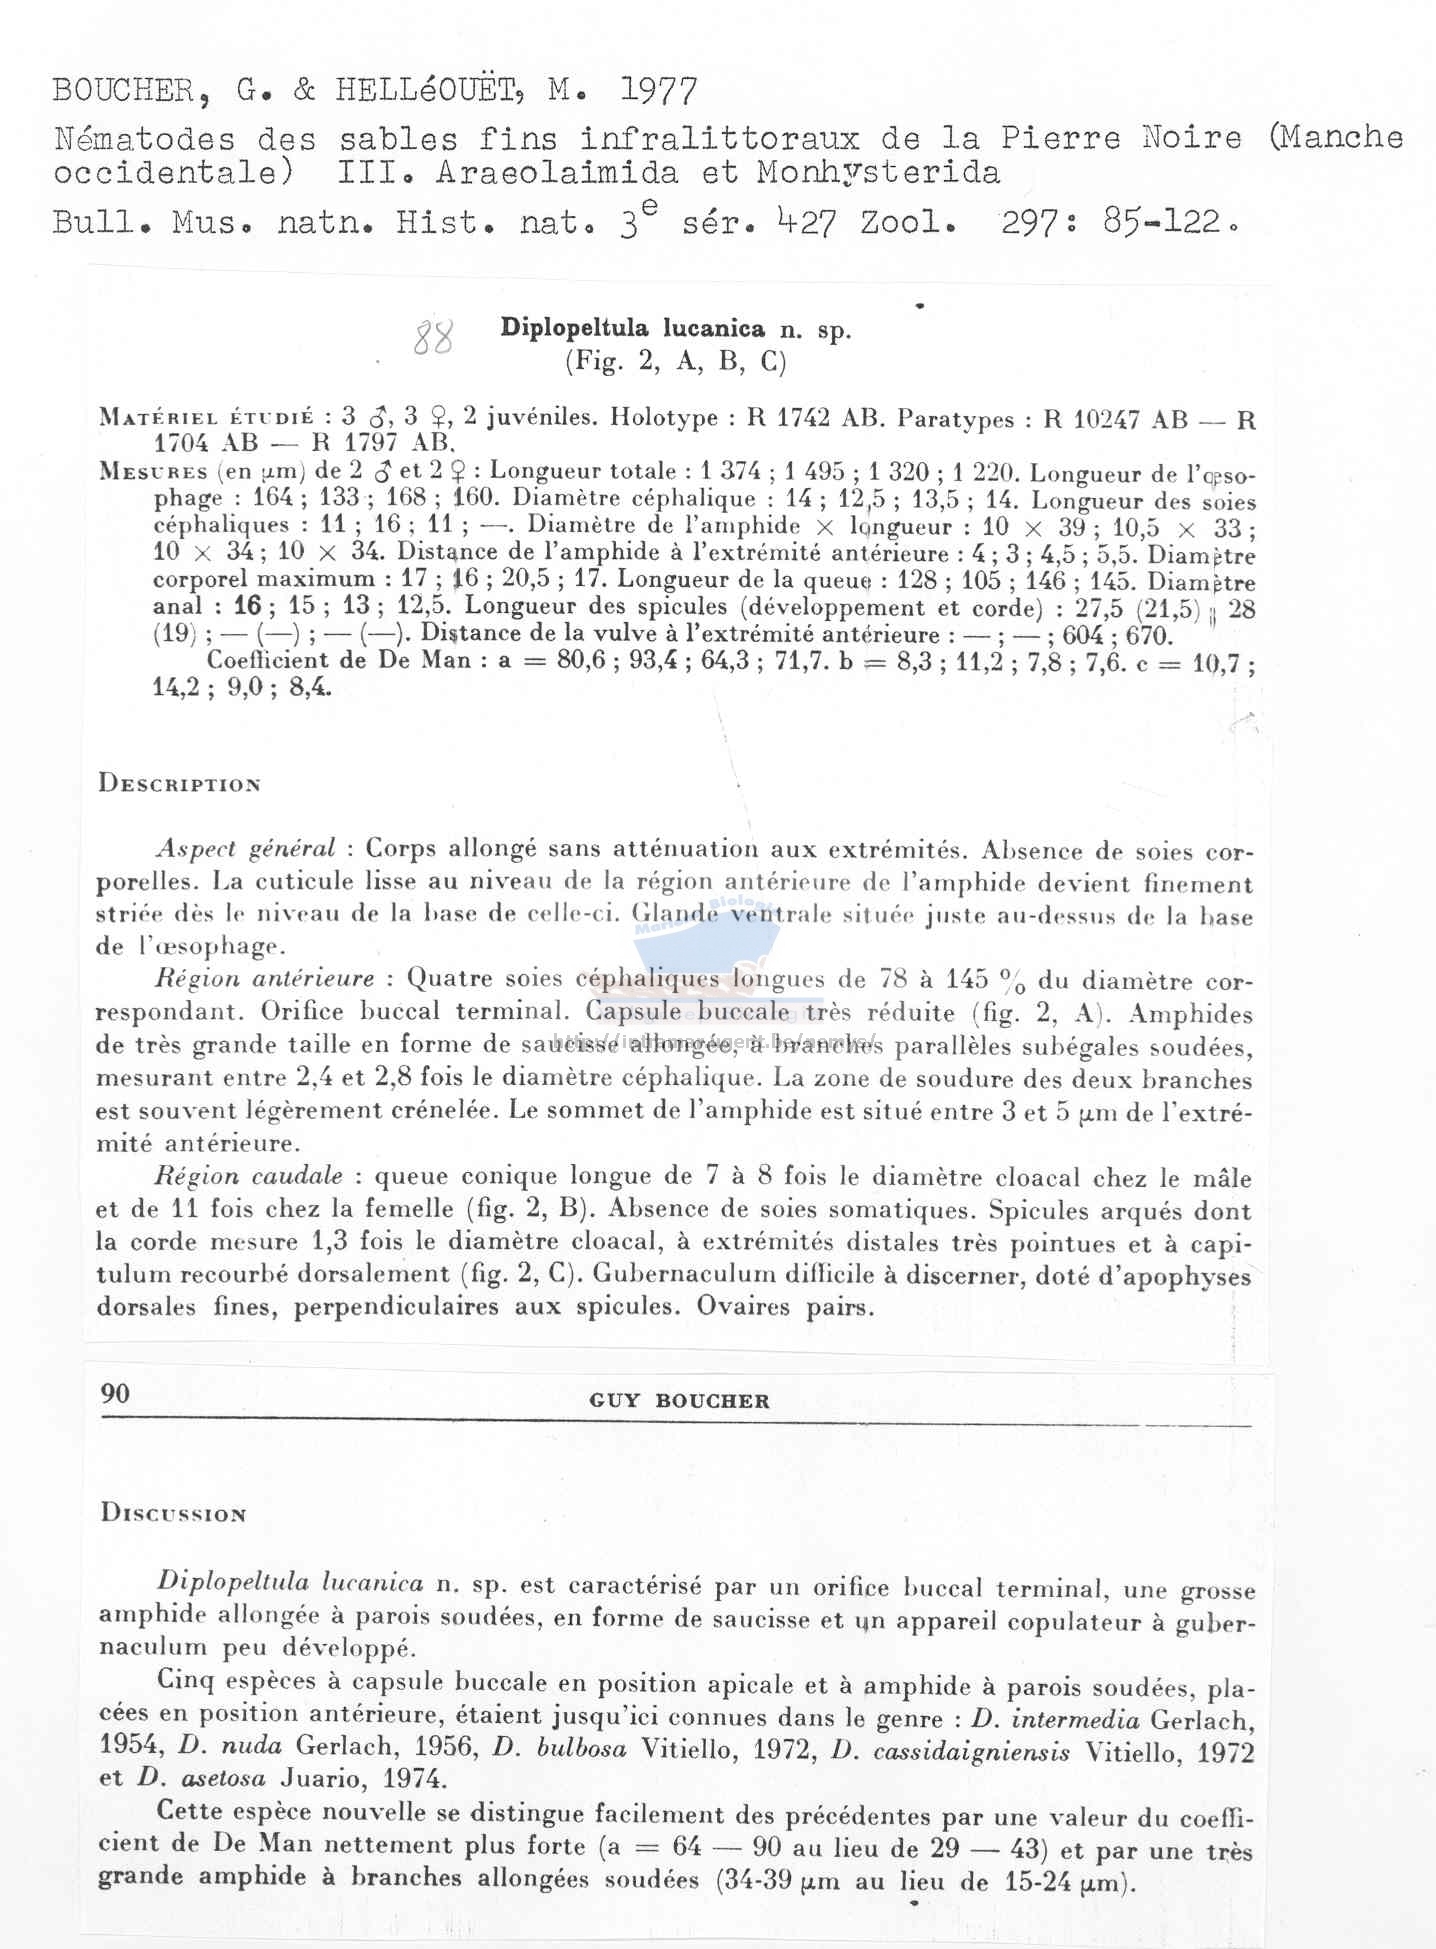 BOUCHER, G. & HELLéOUËT, M. 1977
Nématodes des sables fins infralittoraux de la Pierre Noire (Manche
occidentale) III. Araeolaimida et Monhysterida
Bull. Mus. natn. Hist. nat. 3e sér. 427 Zool. 297: 85-122.
88
Diplopeltula lucanica n. sp.
(Fig. 2, A, B, C)
MATÉRIEL ÉTUDIÉ : 3 ♂, 3 ♀, 2 juvéniles. Holotype : R 1742 AB. Paratypes : R 10247 AB — R
1704 AB — R 1797 AB.
MESURES (en µm) de 2 ♂ et 2 ♀ : Longueur totale : 1 374 ; 1 495 ; 1 320 ; 1 220. Longueur de l'œso-
phage : 164 ; 133 ; 168 ; 160. Diamètre céphalique : 14 ; 12,5 ; 13,5 ; 14. Longueur des soies
céphaliques : 11 ; 16 ; 11 ; —. Diamètre de l'amphide × longueur : 10 × 39 ; 10,5 × 33 ;
10 × 34 ; 10 × 34. Distance de l'amphide à l'extrémité antérieure : 4 ; 3 ; 4,5 ; 5,5. Diamètre
corporel maximum : 17 ; 16 ; 20,5 ; 17. Longueur de la queue : 128 ; 105 ; 146 ; 145. Diamètre
anal : 16 ; 15 ; 13 ; 12,5. Longueur des spicules (développement et corde) : 27,5 (21,5) ; 28
(19) ; — (—) ; — (—). Distance de la vulve à l'extrémité antérieure : — ; — ; 604 ; 670.
Coefficient de De Man : a = 80,6 ; 93,4 ; 64,3 ; 71,7. b = 8,3 ; 11,2 ; 7,8 ; 7,6. c = 10,7 ;
14,2 ; 9,0 ; 8,4.
DESCRIPTION
Aspect général : Corps allongé sans atténuation aux extrémités. Absence de soies cor-
porelles. La cuticule lisse au niveau de la région antérieure de l'amphide devient finement
striée dès le niveau de la base de celle-ci. Glande ventrale située juste au-dessus de la base
de l'œsophage.
Région antérieure : Quatre soies céphaliques longues de 78 à 145 % du diamètre cor-
respondant. Orifice buccal terminal. Capsule buccale très réduite (fig. 2, A). Amphides
de très grande taille en forme de saucisse allongée, à branches parallèles subégales soudées,
http://intramar.ugent.be/nemys/
mesurant entre 2,4 et 2,8 fois le diamètre céphalique. La zone de soudure des deux branches
est souvent légèrement crénelée. Le sommet de l'amphide est situé entre 3 et 5 µm de l'extré-
mité antérieure.
Région caudale : queue conique longue de 7 à 8 fois le diamètre cloacal chez le mâle
et de 11 fois chez la femelle (fig. 2, B). Absence de soies somatiques. Spicules arqués dont
la corde mesure 1,3 fois le diamètre cloacal, à extrémités distales très pointues et à capi-
tulum recourbé dorsalement (fig. 2, C). Gubernaculum difficile à discerner, doté d'apophyses
dorsales fines, perpendiculaires aux spicules. Ovaires pairs.
90 GUY BOUCHER
DISCUSSION
Diplopeltula lucanica n. sp. est caractérisé par un orifice buccal terminal, une grosse
amphide allongée à parois soudées, en forme de saucisse et un appareil copulateur à guber-
naculum peu développé.
Cinq espèces à capsule buccale en position apicale et à amphide à parois soudées, pla-
cées en position antérieure, étaient jusqu'ici connues dans le genre : D. intermedia Gerlach,
1954, D. nuda Gerlach, 1956, D. bulbosa Vitiello, 1972, D. cassidaigniensis Vitiello, 1972
et D. asetosa Juario, 1974.
Cette espèce nouvelle se distingue facilement des précédentes par une valeur du coeffi-
cient de De Man nettement plus forte (a = 64 — 90 au lieu de 29 — 43) et par une très
grande amphide à branches allongées soudées (34-39 µm au lieu de 15-24 µm).